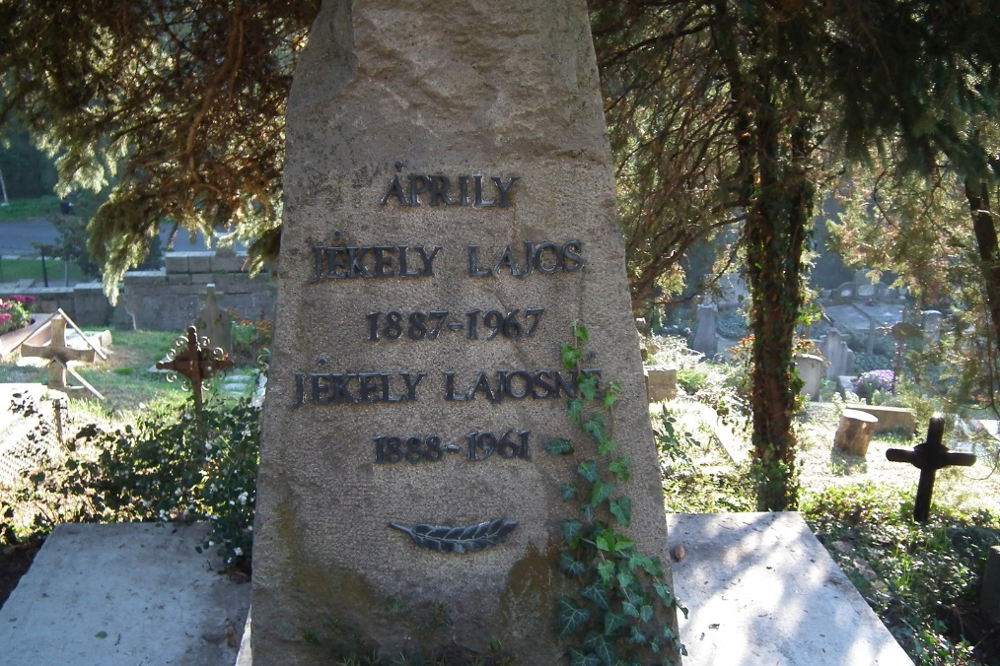 ÁPRILY
JÉKELY LAJOS
1887-1967
JÉKELY LAJOSNÉ
1888-1961